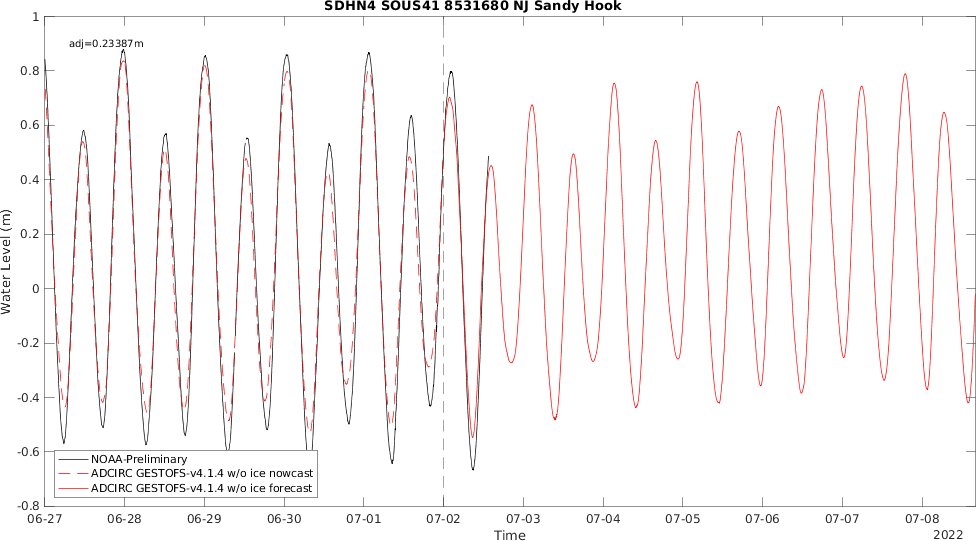 SDHN4 SOUS41 8531680 NJ Sandy Hook
adj=0.23387m
1
0.8
0.6
0.4
0.2
0
-0.2
-0.4
-0.6
-0.8
Water Level (m)
NOAA-Preliminary
ADCIRC GESTOFS-v4.1.4 w/o ice nowcast
ADCIRC GESTOFS-v4.1.4 w/o ice forecast
06-27 06-28 06-29 06-30 07-01 07-02 07-03 07-04 07-05 07-06 07-07 07-08
Time
2022